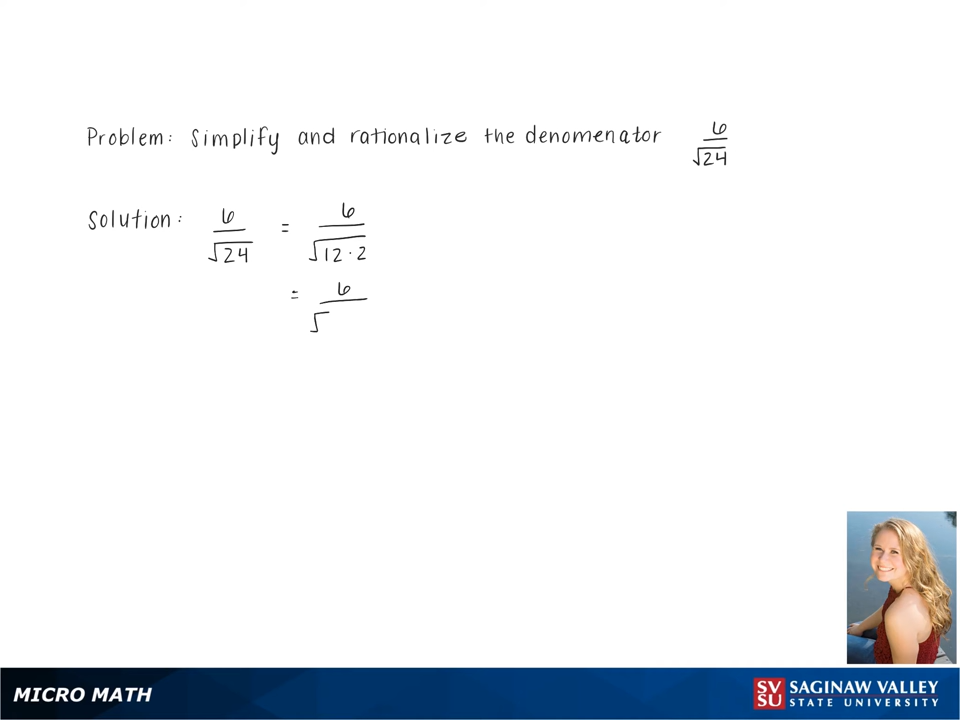 Problem: Simplify and rationalize the denomenator 6/√24
Solution: 6/√24 = 6/√12·2
= 6/√
MICRO MATH
SVSU SAGINAW VALLEY
STATE UNIVERSITY